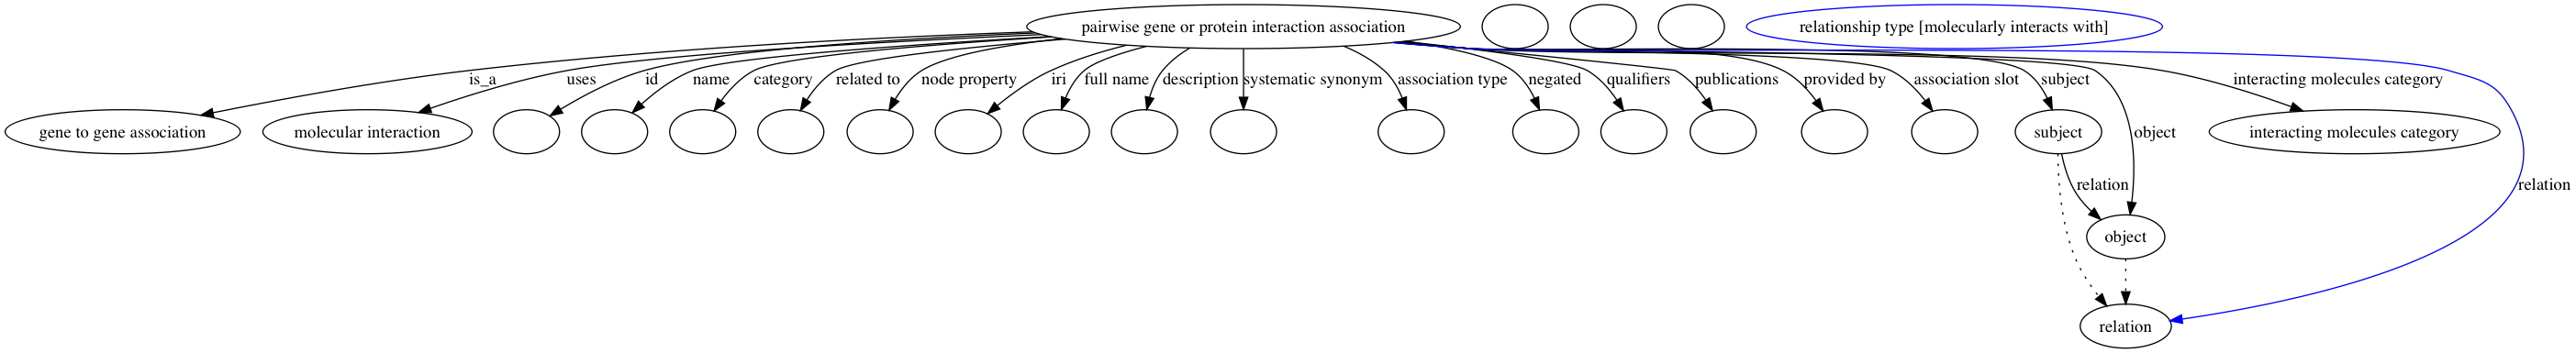 pairwise gene or protein interaction association
relationship type [molecularly interacts with]
is_a
uses
id
name
category
related to
node property
iri
full name
description
systematic synonym
association type
negated
qualifiers
publications
provided by
association slot
subject
interacting molecules category
gene to gene association
molecular interaction
subject
object
interacting molecules category
relation
relation
object
relation